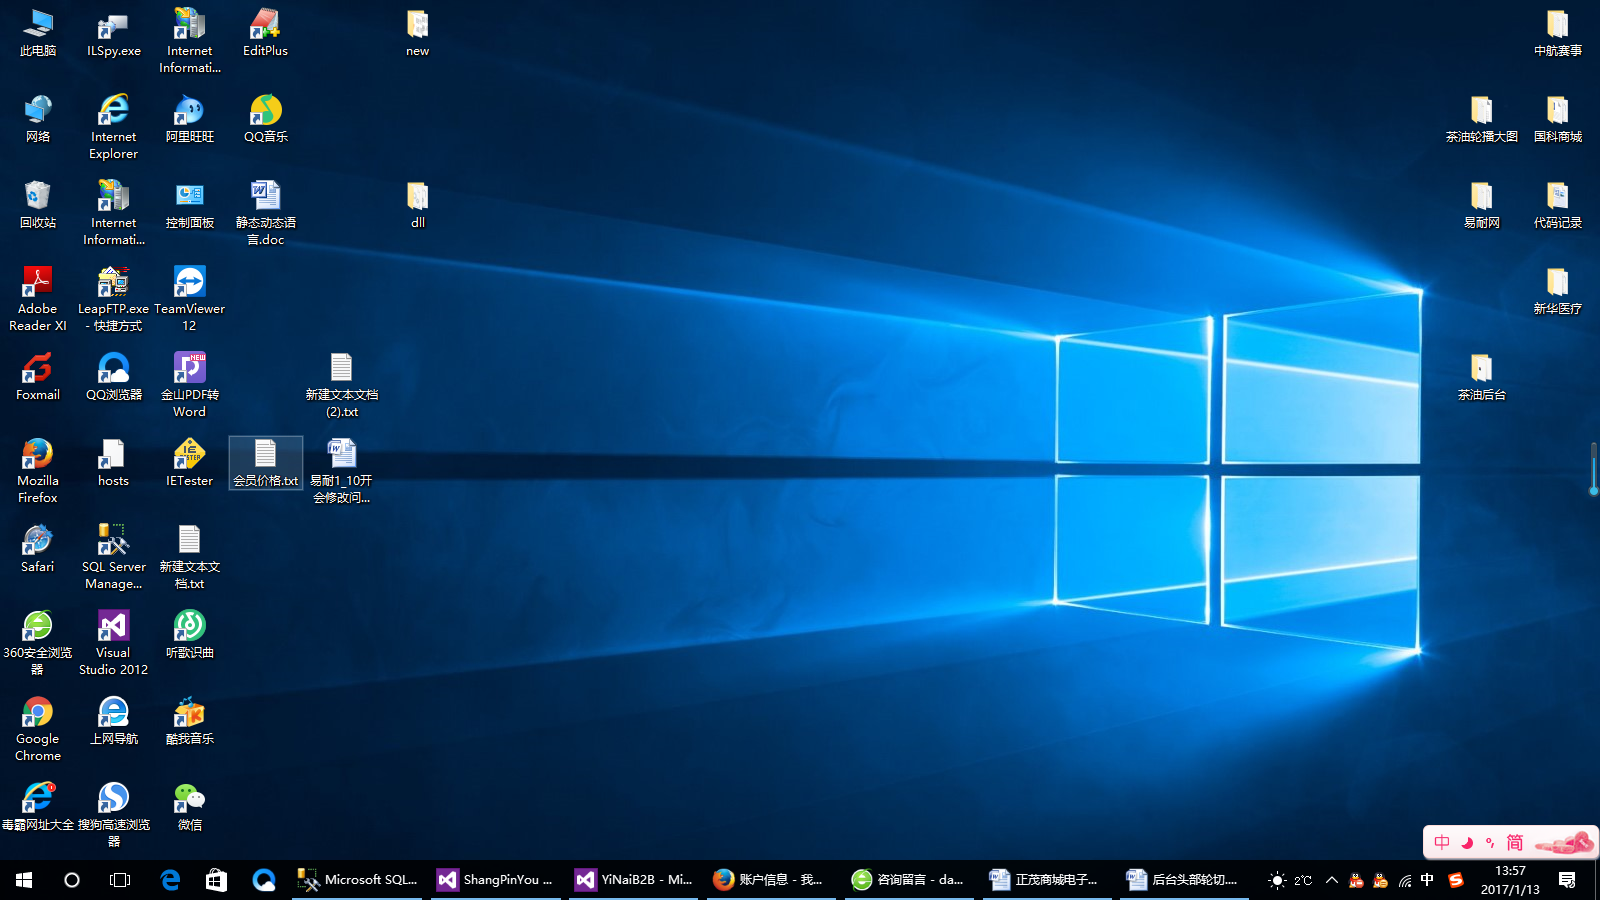 此电脑
ILSpy.exe
Internet
Informati...
EditPlus
new
中航赛事
网络
Internet
Explorer
阿里旺旺
QQ音乐
茶油轮播大图
国科商城
回收站
Internet
Informati...
控制面板
静态动态语
言.doc
dll
易耐网
代码记录
Adobe
Reader XI
LeapFTP.exe
- 快捷方式
TeamViewer
12
新华医疗
Foxmail
QQ浏览器
金山PDF转
Word
新建文本文档
(2).txt
茶油后台
Mozilla
Firefox
hosts
IETester
会员价格.txt
易耐1_10开
会修改问...
Safari
SQL Server
Manage...
新建文本文
档.txt
360安全浏览
器
Visual
Studio 2012
听歌识曲
Google
Chrome
上网导航
酷我音乐
毒霸网址大全
搜狗高速浏览
器
微信
中 简
Microsoft SQL...
ShangPinYou ...
YiNaiB2B - Mi...
账户信息 - 我...
咨询留言 - da...
正茂商城电子...
后台头部轮切....
2℃
中
13:57
2017/1/13